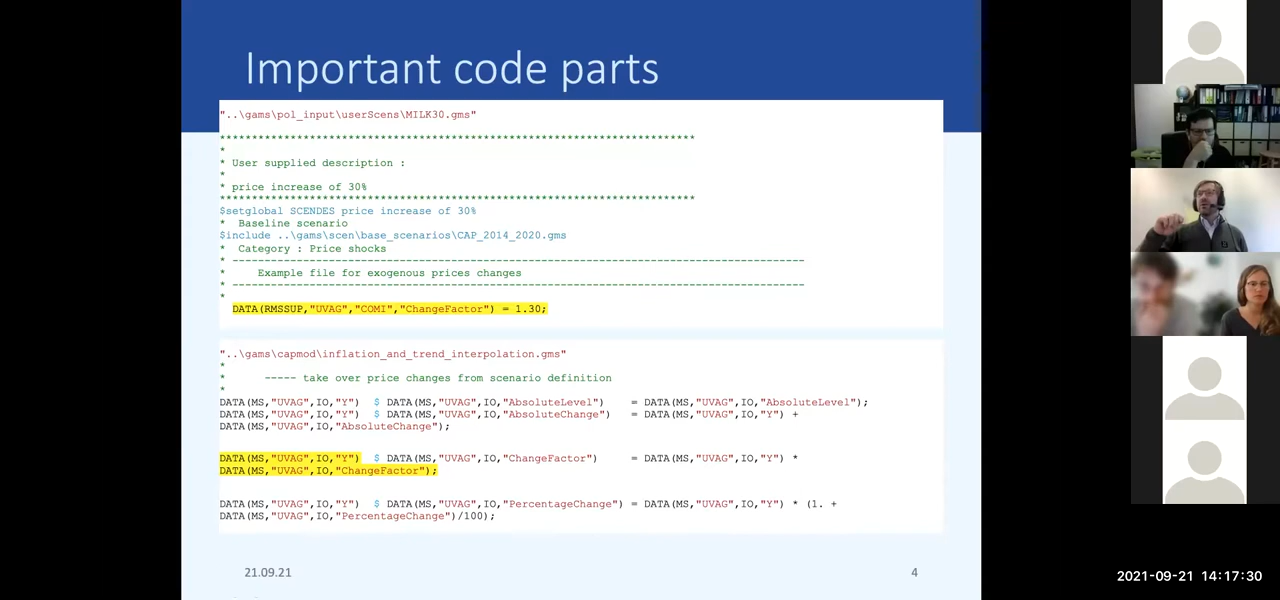 Important code parts
"..\gams\pol_input\userScens\MILK30.gms"
**************************************************************************
*
* User supplied description :
*
* price increase of 30%
**************************************************************************
$setglobal SCENDES price increase of 30%
*  Baseline scenario
$include ..\gams\scen\base_scenarios\CAP_2014_2020.gms
*  Category : Price shocks
* -----------------------------------------------------------------------------------------
*     Example file for exogenous prices changes
* -----------------------------------------------------------------------------------------
*
DATA(RMSSUP,"UVAG","COMI","ChangeFactor") = 1.30;
"..\gams\capmod\inflation_and_trend_interpolation.gms"
*
*      ----- take over price changes from scenario definition
*
DATA(MS,"UVAG",IO,"Y")  $ DATA(MS,"UVAG",IO,"AbsoluteLevel")    = DATA(MS,"UVAG",IO,"AbsoluteLevel");
DATA(MS,"UVAG",IO,"Y")  $ DATA(MS,"UVAG",IO,"AbsoluteChange")   = DATA(MS,"UVAG",IO,"Y") +
DATA(MS,"UVAG",IO,"AbsoluteChange");
DATA(MS,"UVAG",IO,"Y")  $ DATA(MS,"UVAG",IO,"ChangeFactor")     = DATA(MS,"UVAG",IO,"Y") *
DATA(MS,"UVAG",IO,"ChangeFactor");
DATA(MS,"UVAG",IO,"Y")  $ DATA(MS,"UVAG",IO,"PercentageChange") = DATA(MS,"UVAG",IO,"Y") * (1. +
DATA(MS,"UVAG",IO,"PercentageChange")/100);
21.09.21
4
2021-09-21 14:17:30